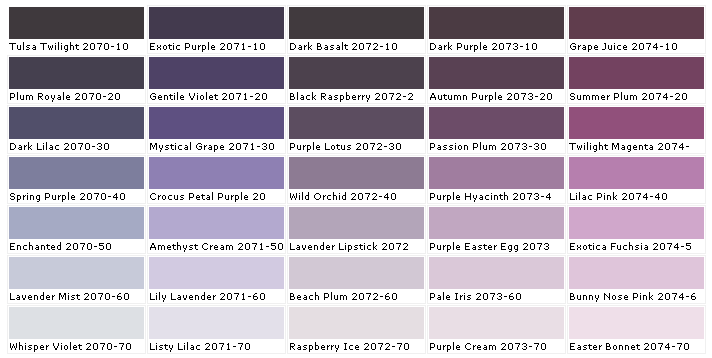 Tulsa Twilight 2070-10 Exotic Purple 2071-10 Dark Basalt 2072-10 Dark Purple 2073-10 Grape Juice 2074-10
Plum Royale 2070-20 Gentile Violet 2071-20 Black Raspberry 2072-2 Autumn Purple 2073-20 Summer Plum 2074-20
Dark Lilac 2070-30 Mystical Grape 2071-30 Purple Lotus 2072-30 Passion Plum 2073-30 Twilight Magenta 2074-
Spring Purple 2070-40 Crocus Petal Purple 20 Wild Orchid 2072-40 Purple Hyacinth 2073-4 Lilac Pink 2074-40
Enchanted 2070-50 Amethyst Cream 2071-50 Lavender Lipstick 2072 Purple Easter Egg 2073 Exotica Fuchsia 2074-5
Lavender Mist 2070-60 Lily Lavender 2071-60 Beach Plum 2072-60 Pale Iris 2073-60 Bunny Nose Pink 2074-6
Whisper Violet 2070-70 Listy Lilac 2071-70 Raspberry Ice 2072-70 Purple Cream 2073-70 Easter Bonnet 2074-70